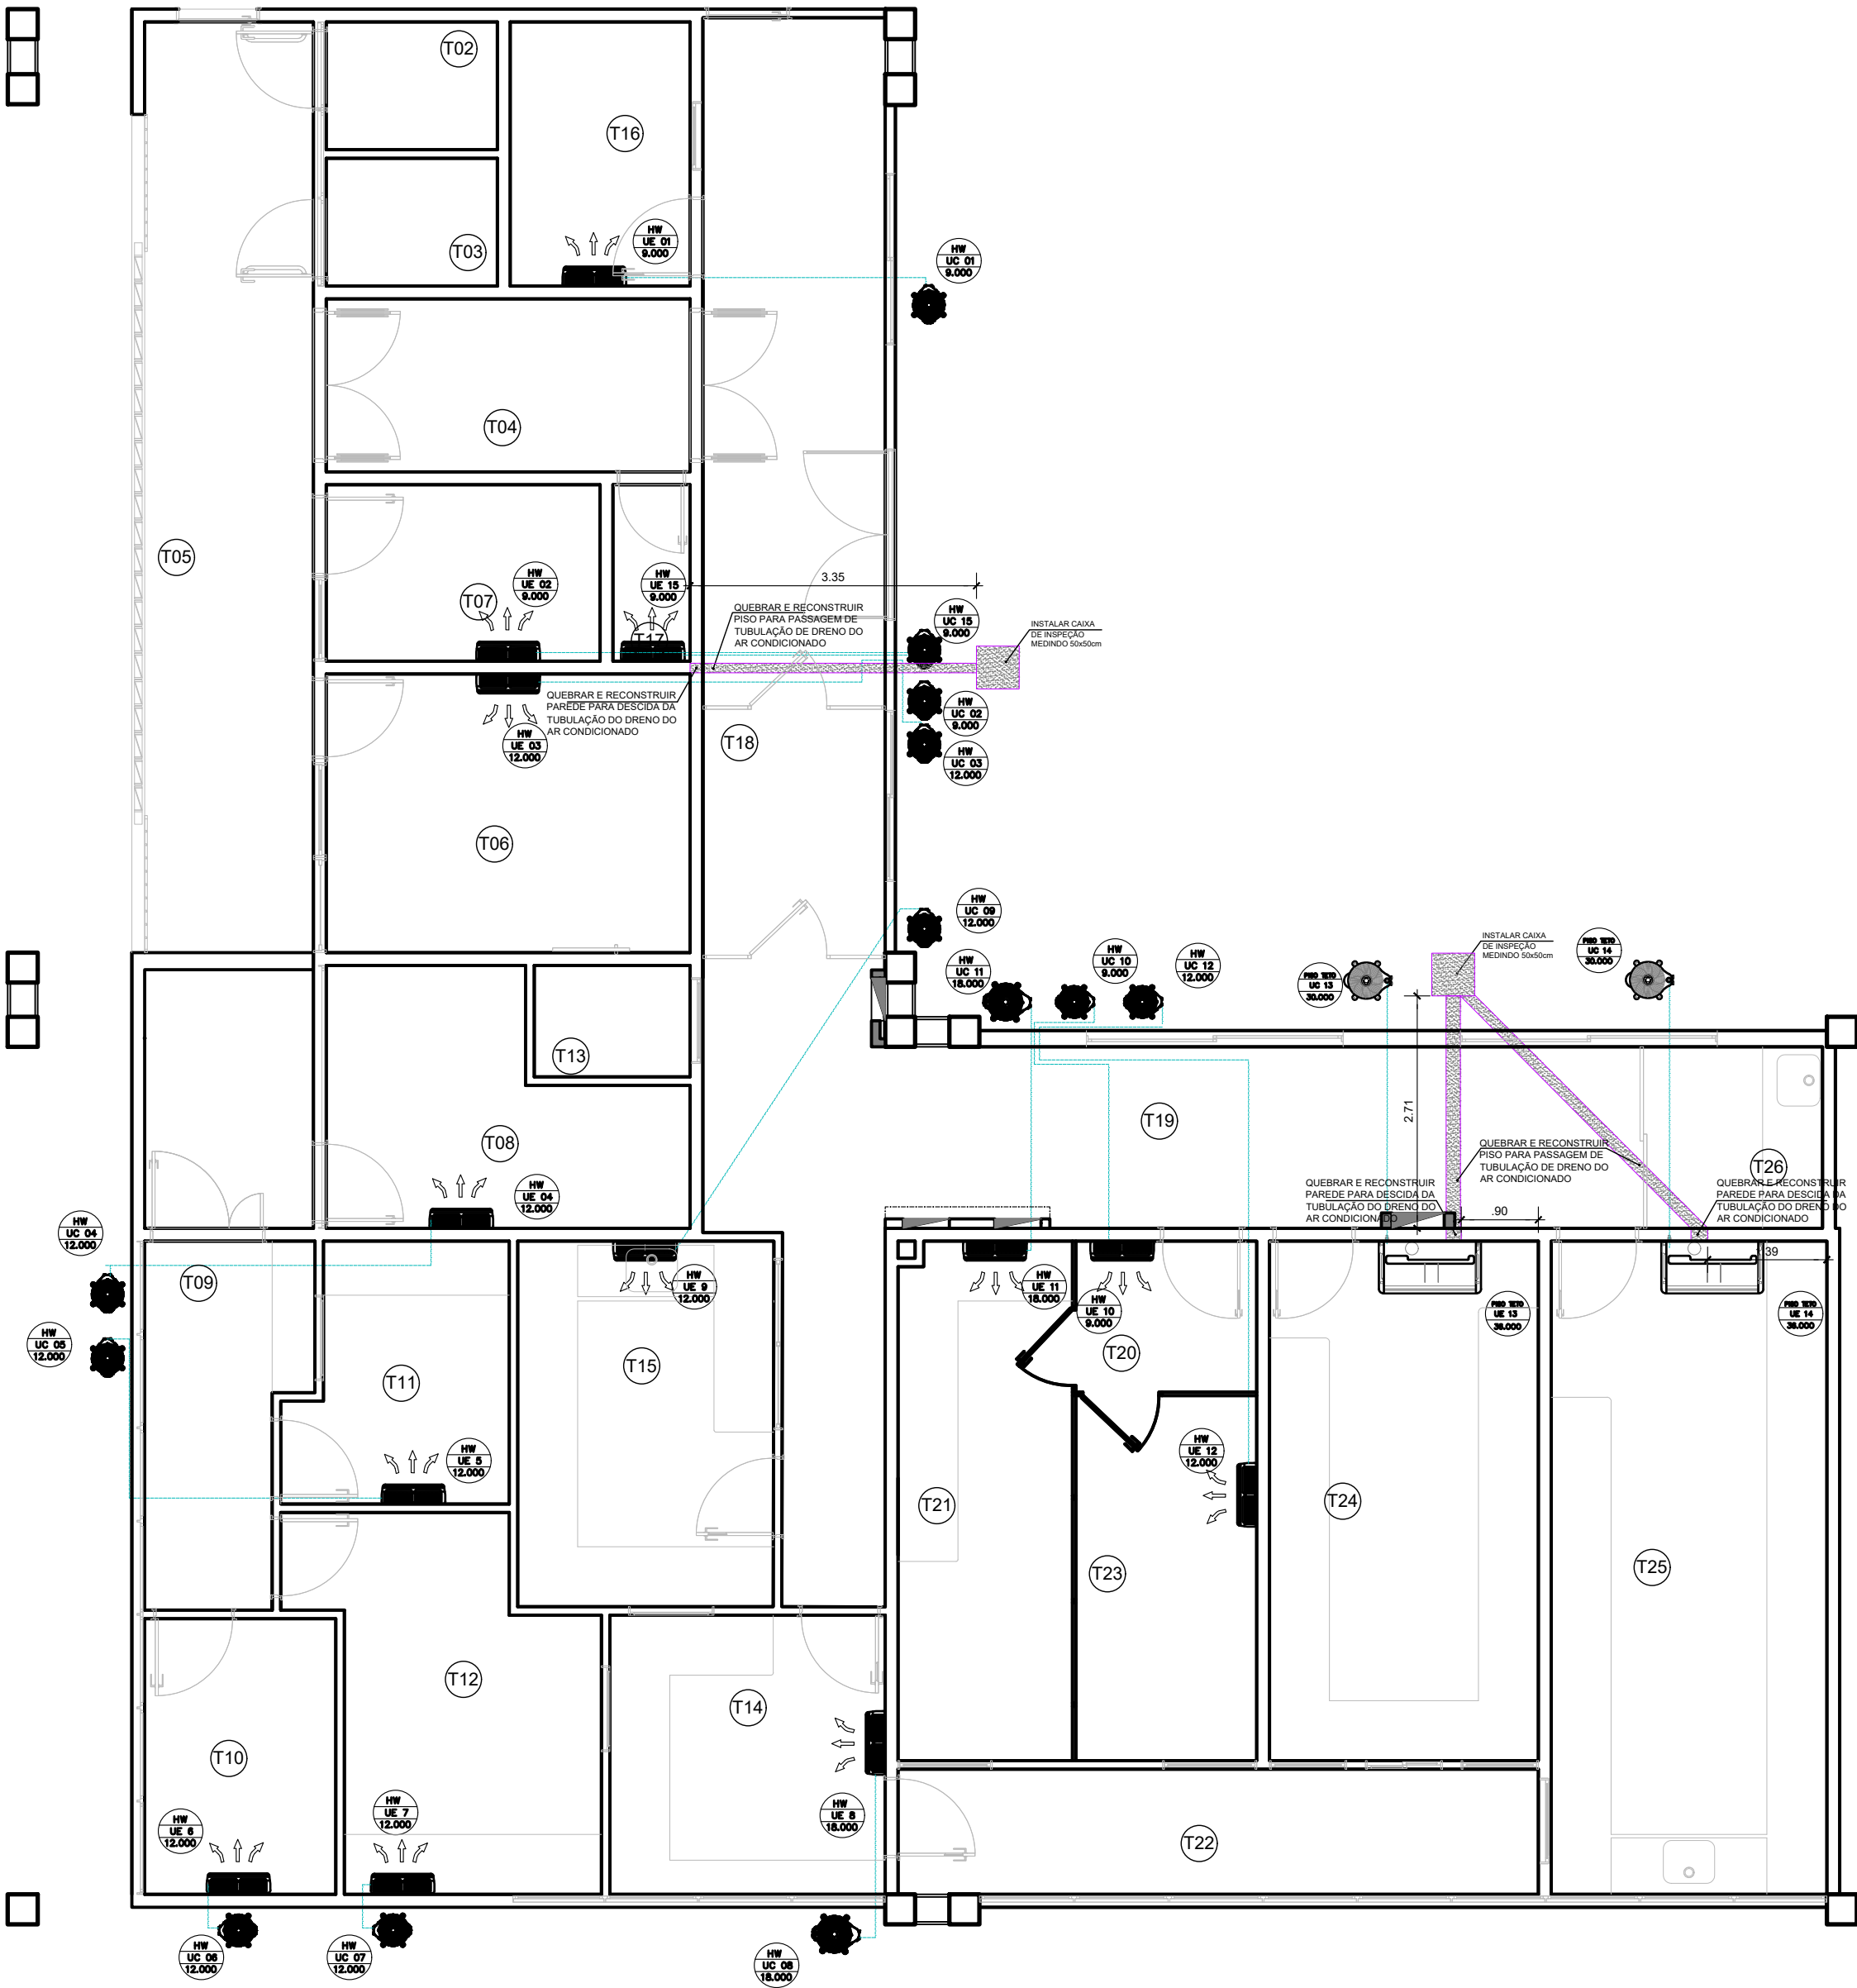 T02
T16
T03
HW
UE 01
9.000
HW
UC 01
9.000
T04
T05
T07
HW
UE 02
9.000
HW
UE 15
9.000
T17
3.35
QUEBRAR E RECONSTRUIR
PISO PARA PASSAGEM DE
TUBULAÇÃO DE DRENO DO
AR CONDICIONADO
HW
UC 15
9.000
INSTALAR CAIXA
DE INSPEÇÃO
MEDINDO 50x50cm
QUEBRAR E RECONSTRUIR
PAREDE PARA DESCIDA DA
TUBULAÇÃO DO DRENO DO
AR CONDICIONADO
HW
UE 03
12.000
T18
HW
UC 02
9.000
HW
UC 03
12.000
T06
HW
UC 09
12.000
HW
UC 11
18.000
HW
UC 10
9.000
HW
UC 12
12.000
PISO TETO
UC 13
30.000
INSTALAR CAIXA
DE INSPEÇÃO
MEDINDO 50x50cm
PISO TETO
UC 14
30.000
T13
T08
T19
2.71
QUEBRAR E RECONSTRUIR
PISO PARA PASSAGEM DE
TUBULAÇÃO DE DRENO DO
AR CONDICIONADO
T26
QUEBRAR E RECONSTRUIR
PAREDE PARA DESCIDA DA
TUBULAÇÃO DO DRENO DO
AR CONDICIONADO
QUEBRAR E RECONSTRUIR
PAREDE PARA DESCIDA DA
TUBULAÇÃO DO DRENO DO
AR CONDICIONADO
.90
HW
UE 04
12.000
HW
UC 04
12.000
T09
HW
UE 9
12.000
HW
UE 11
18.000
HW
UE 10
9.000
39
PISO TETO
UE 13
36.000
PISO TETO
UE 14
36.000
HW
UC 05
12.000
T11
T15
T20
HW
UE 5
12.000
HW
UE 12
12.000
T21
T24
T23
T25
T12
T14
T10
HW
UE 6
12.000
HW
UE 7
12.000
HW
UE 8
18.000
T22
HW
UC 06
12.000
HW
UC 07
12.000
HW
UC 08
18.000